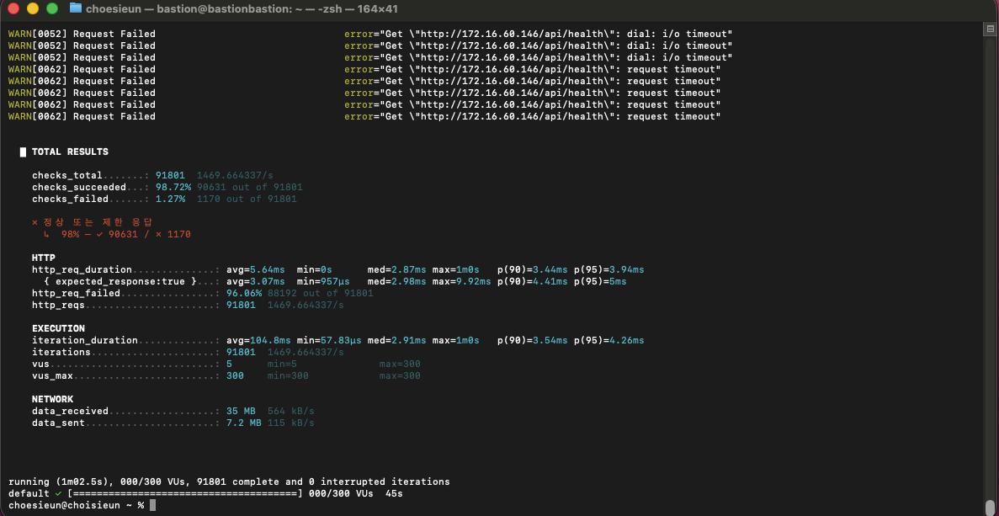 choesieun — bastion@bastionbastion: ~ — -zsh — 164×41
WARN[0052] Request Failed error="Get \"http://172.16.60.146/api/health\": dial: i/o timeout"
WARN[0052] Request Failed error="Get \"http://172.16.60.146/api/health\": dial: i/o timeout"
WARN[0052] Request Failed error="Get \"http://172.16.60.146/api/health\": dial: i/o timeout"
WARN[0062] Request Failed error="Get \"http://172.16.60.146/api/health\": request timeout"
WARN[0062] Request Failed error="Get \"http://172.16.60.146/api/health\": request timeout"
WARN[0062] Request Failed error="Get \"http://172.16.60.146/api/health\": request timeout"
WARN[0062] Request Failed error="Get \"http://172.16.60.146/api/health\": request timeout"
WARN[0062] Request Failed error="Get \"http://172.16.60.146/api/health\": request timeout"
█ TOTAL RESULTS
checks_total.......: 91801 1469.664337/s
checks_succeeded...: 98.72% 90631 out of 91801
checks_failed......: 1.27% 1170 out of 91801
✗ 정상 또는 제한 응답
↳ 98% — ✓ 90631 / ✗ 1170
HTTP
http_req_duration..............: avg=5.64ms min=0s med=2.87ms max=1m0s p(90)=3.44ms p(95)=3.94ms
{ expected_response:true }...: avg=3.07ms min=957µs med=2.98ms max=9.92ms p(90)=4.41ms p(95)=5ms
http_req_failed................: 96.06% 88192 out of 91801
http_reqs......................: 91801 1469.664337/s
EXECUTION
iteration_duration.............: avg=104.8ms min=57.83µs med=2.91ms max=1m0s p(90)=3.54ms p(95)=4.26ms
iterations.....................: 91801 1469.664337/s
vus............................: 5 min=5 max=300
vus_max........................: 300 min=300 max=300
NETWORK
data_received..................: 35 MB 564 kB/s
data_sent......................: 7.2 MB 115 kB/s
running (1m02.5s), 000/300 VUs, 91801 complete and 0 interrupted iterations
default ✓ [======================================] 000/300 VUs 45s
choesieun@choisieun ~ %